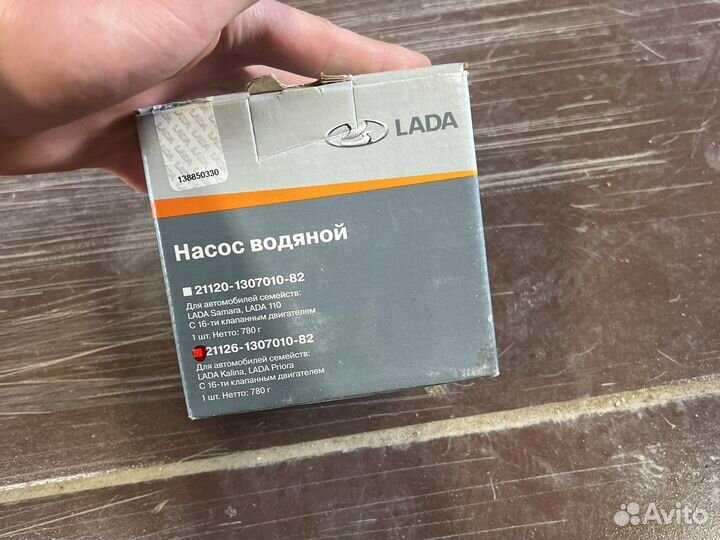 LADA
138850330
Насос водяной
21120-1307010-82
Для автомобилей семейств:
LADA Samara, LADA 110
С 16-ти клапанным двигателем
1 шт. Нетто: 780 г
21126-1307010-82
Для автомобилей семейств:
LADA Kalina, LADA Priora
С 16-ти клапанным двигателем
1 шт. Нетто: 780 г
Avito